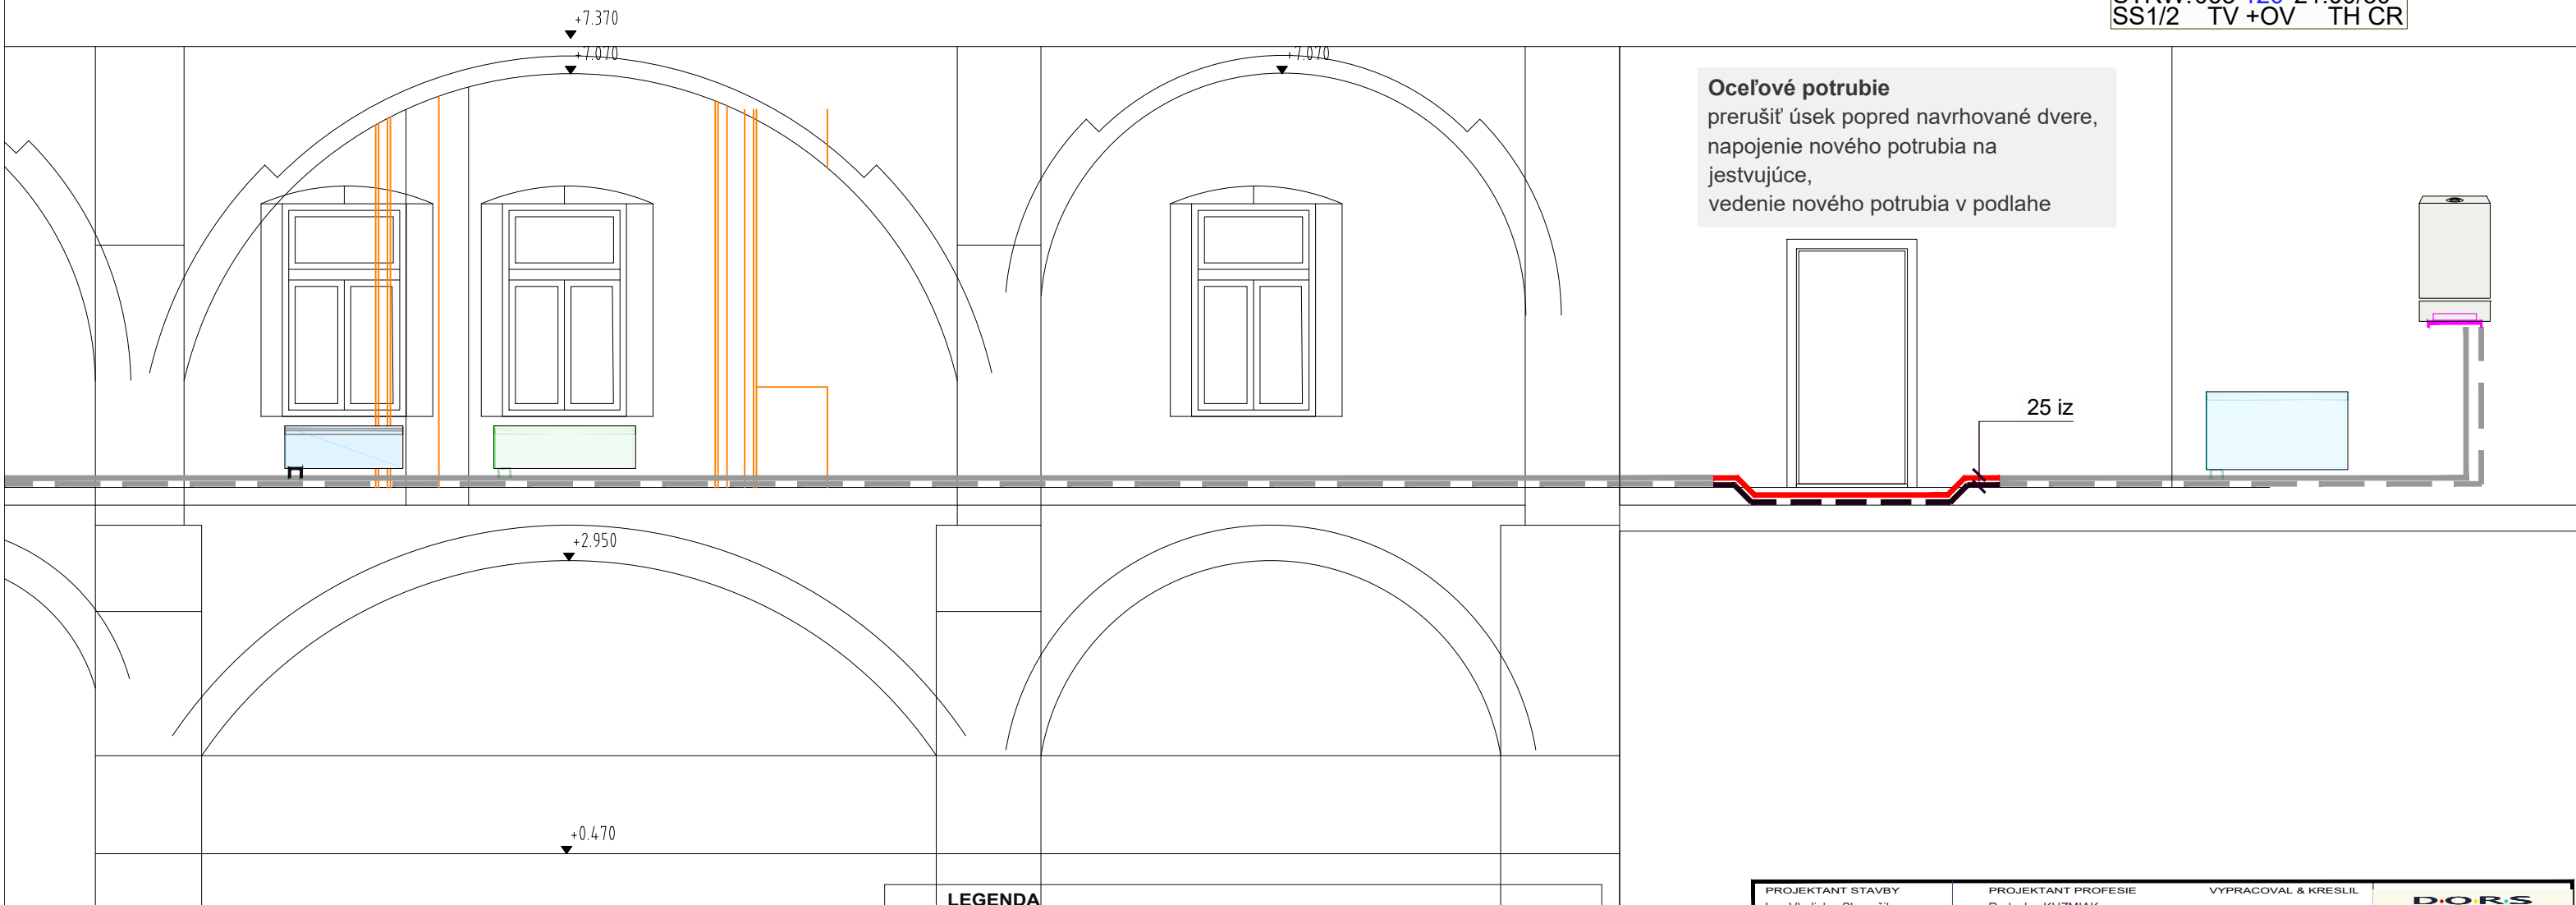 +7.370
SS1/2 TV +OV TH CR
+7.070
+7.070
Oceľové potrubie
prerušiť úsek popred navrhované dvere,
napojenie nového potrubia na
jestvujúce,
vedenie nového potrubia v podlahe
25 iz
+2.950
+0.470
LEGENDA
PROJEKTANT STAVBY
PROJEKTANT PROFESIE
VYPRACOVAL & KRESLIL
D.O.R.S